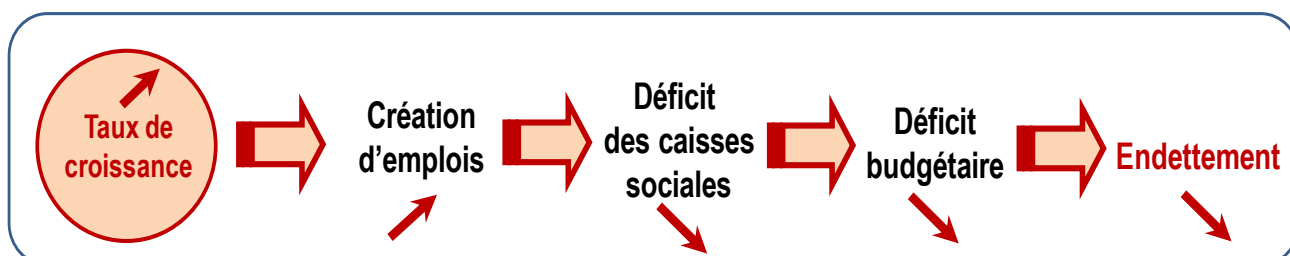 Taux de
croissance
Création
d’emplois
Déficit
des caisses
sociales
Déficit
budgétaire
Endettement